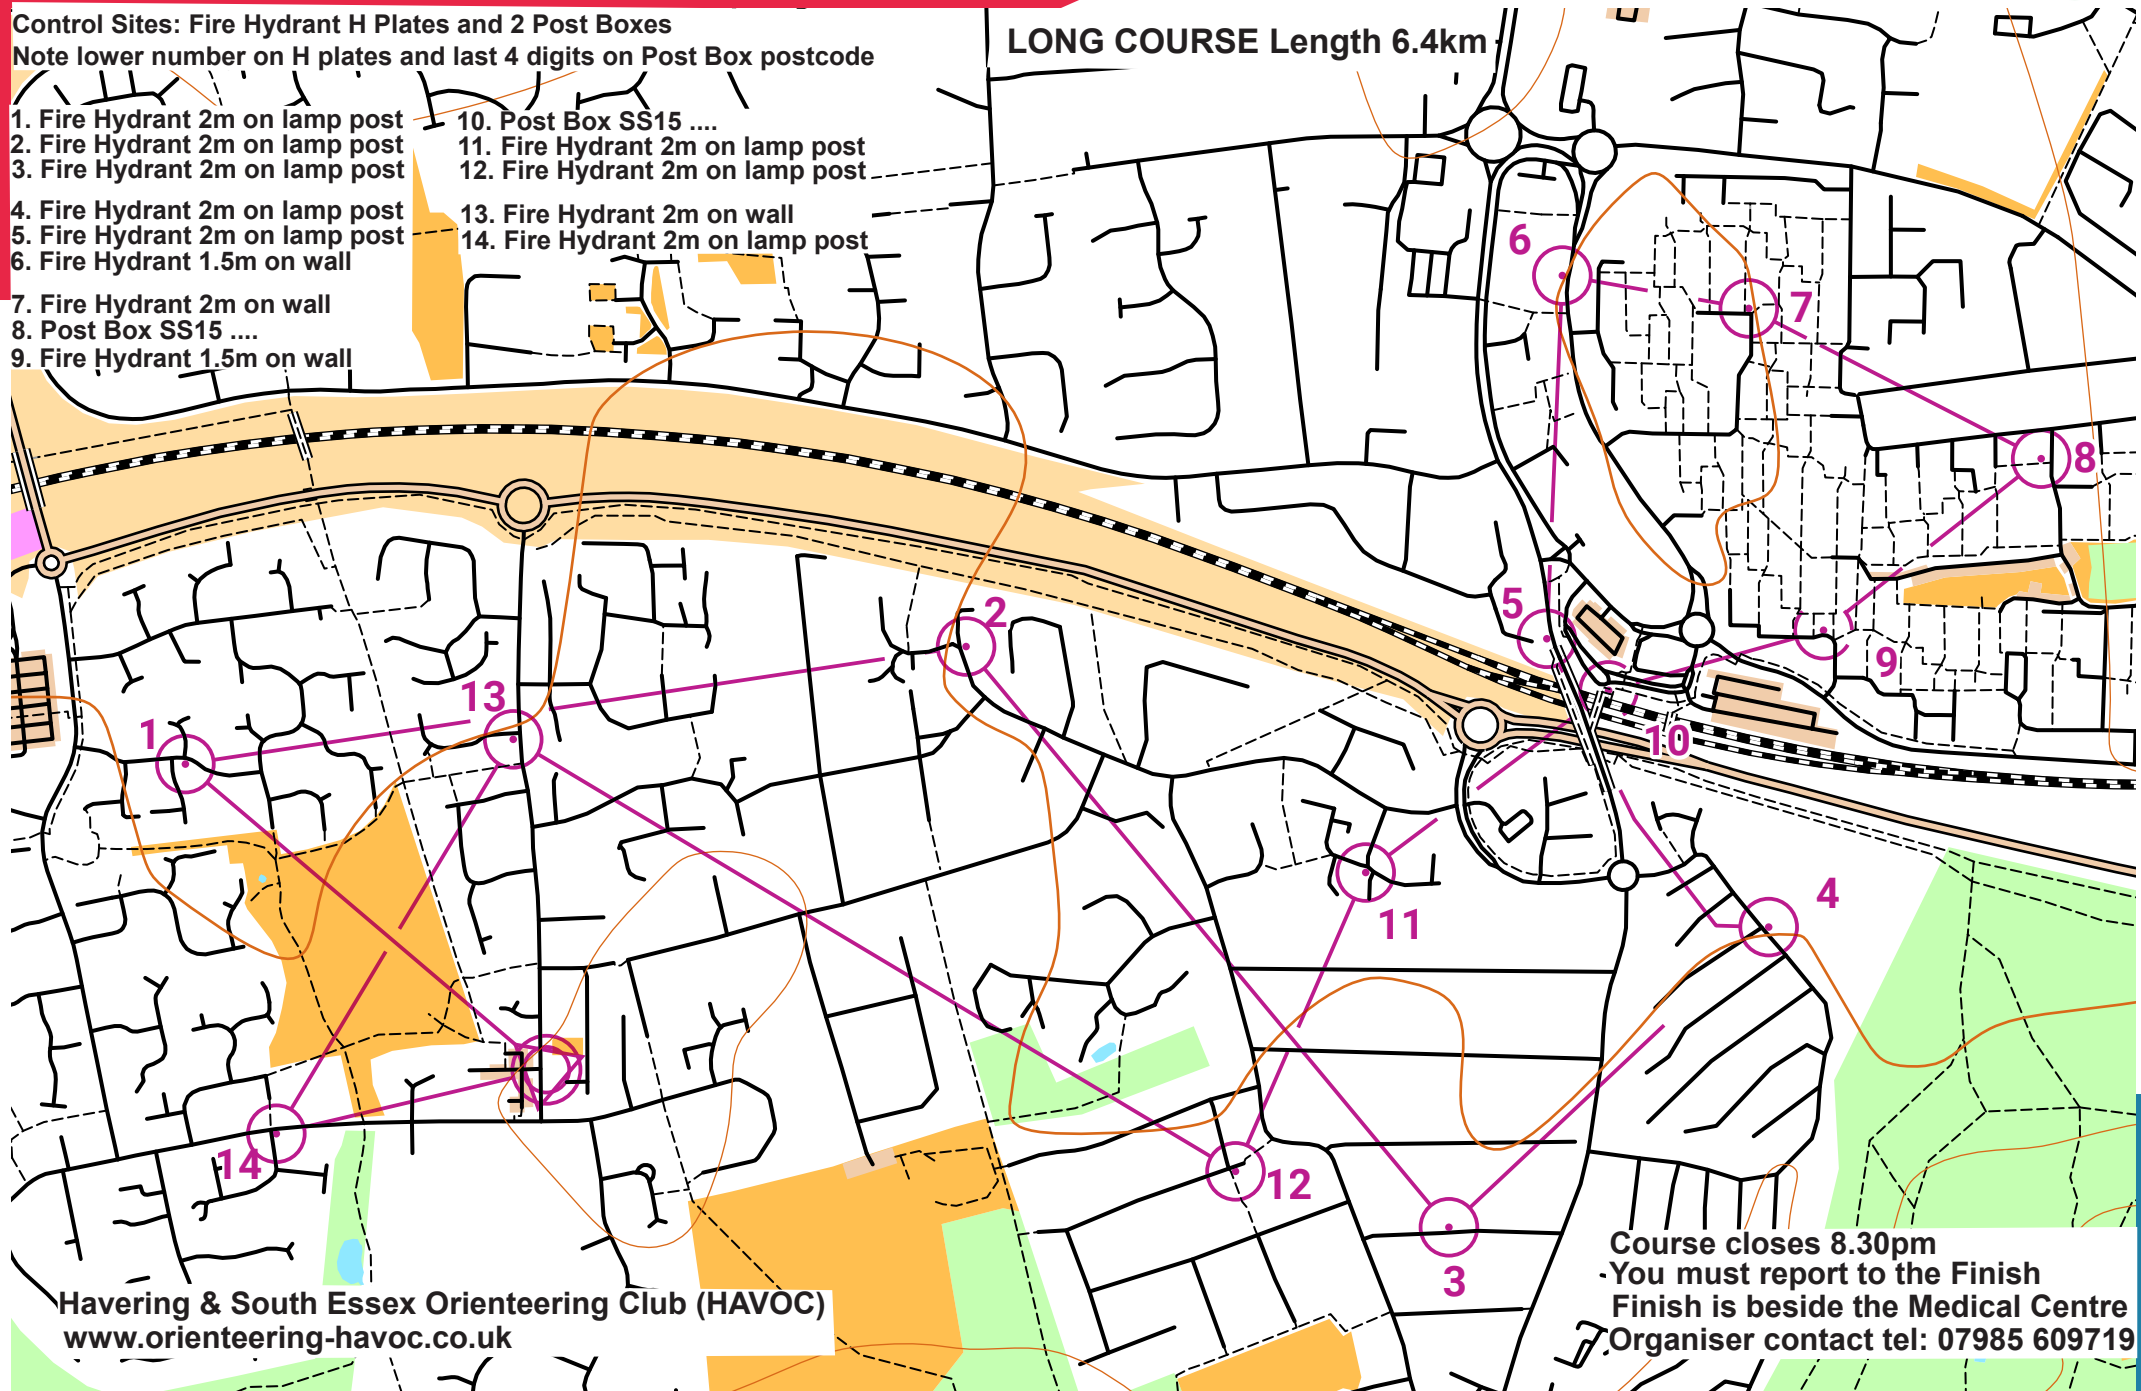 Control Sites: Fire Hydrant H Plates and 2 Post Boxes
Note lower number on H plates and last 4 digits on Post Box postcode
LONG COURSE Length 6.4km
1. Fire Hydrant 2m on lamp post
2. Fire Hydrant 2m on lamp post
3. Fire Hydrant 2m on lamp post
4. Fire Hydrant 2m on lamp post
5. Fire Hydrant 2m on lamp post
6. Fire Hydrant 1.5m on wall
7. Fire Hydrant 2m on wall
8. Post Box SS15 ....
9. Fire Hydrant 1.5m on wall
10. Post Box SS15 ....
11. Fire Hydrant 2m on lamp post
12. Fire Hydrant 2m on lamp post
13. Fire Hydrant 2m on wall
14. Fire Hydrant 2m on lamp post
6
7
8
5
2
9
13
1
10
4
11
14
12
3
Course closes 8.30pm
You must report to the Finish
Finish is beside the Medical Centre
Organiser contact tel: 07985 609719
Havering & South Essex Orienteering Club (HAVOC)
www.orienteering-havoc.co.uk